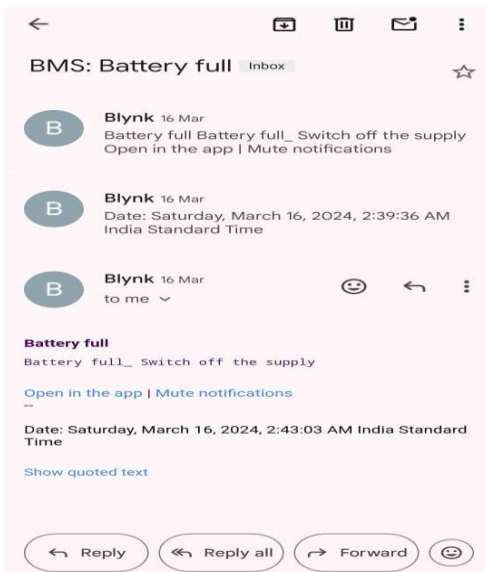 BMS: Battery full Inbox
B
Blynk 16 Mar
Battery full Battery full_ Switch off the supply
Open in the app | Mute notifications
B
Blynk 16 Mar
Date: Saturday, March 16, 2024, 2:39:36 AM
India Standard Time
B
Blynk 16 Mar
to me
Battery full
Battery full_ Switch off the supply
Open in the app | Mute notifications
--
Date: Saturday, March 16, 2024, 2:43:03 AM India Standard
Time
Show quoted text
Reply
Reply all
Forward